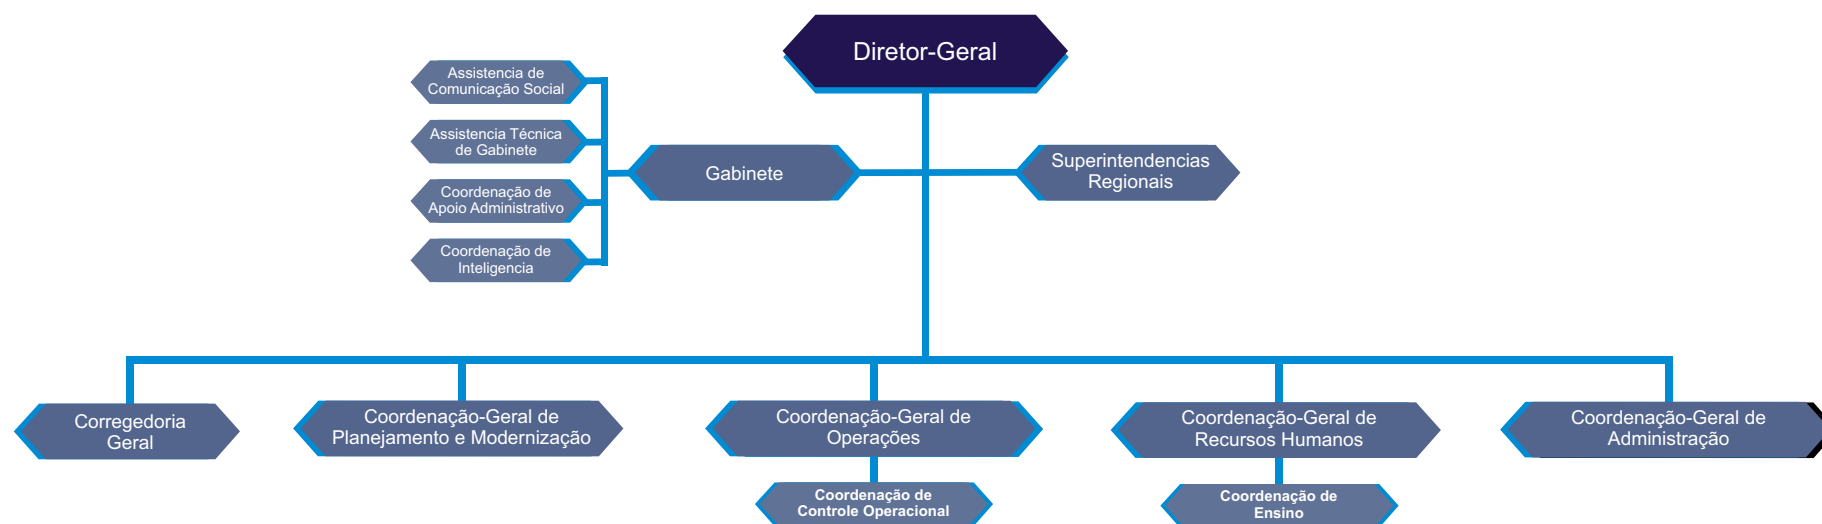 Diretor-Geral
Assistencia de
Comunicação Social
Assistencia Técnica
de Gabinete
Coordenação de
Apoio Administrativo
Coordenação de
Inteligencia
Gabinete
Superintendencias
Regionais
Corregedoria
Geral
Coordenação-Geral de
Planejamento e Modernização
Coordenação-Geral de
Operações
Coordenação-Geral de
Recursos Humanos
Coordenação-Geral de
Administração
Coordenação de
Controle Operacional
Coordenação de
Ensino